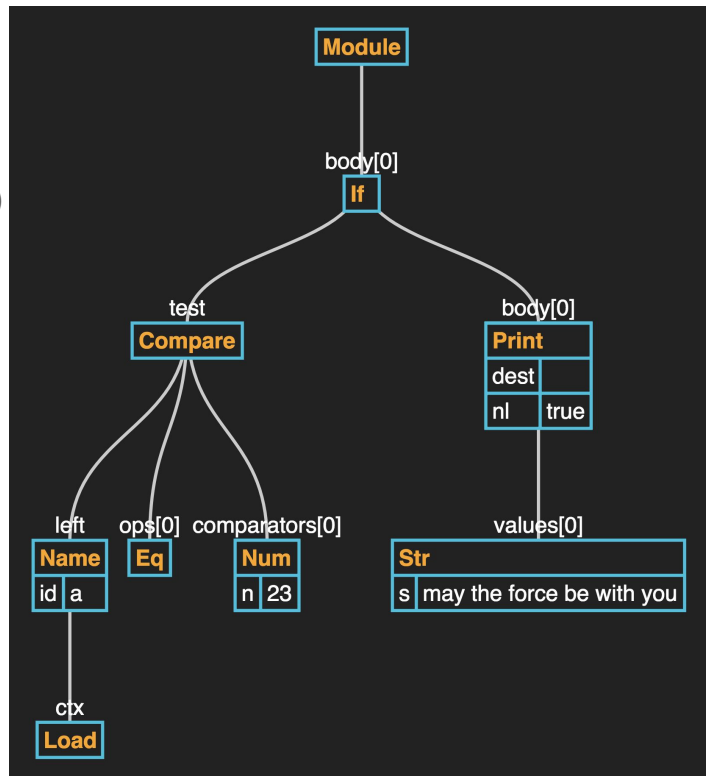 Module
body[0]
If
test
body[0]
Compare
Print
dest
nl true
left ops[0] comparators[0] values[0]
Name Eq Num Str
id a n 23 s may the force be with you
ctx
Load